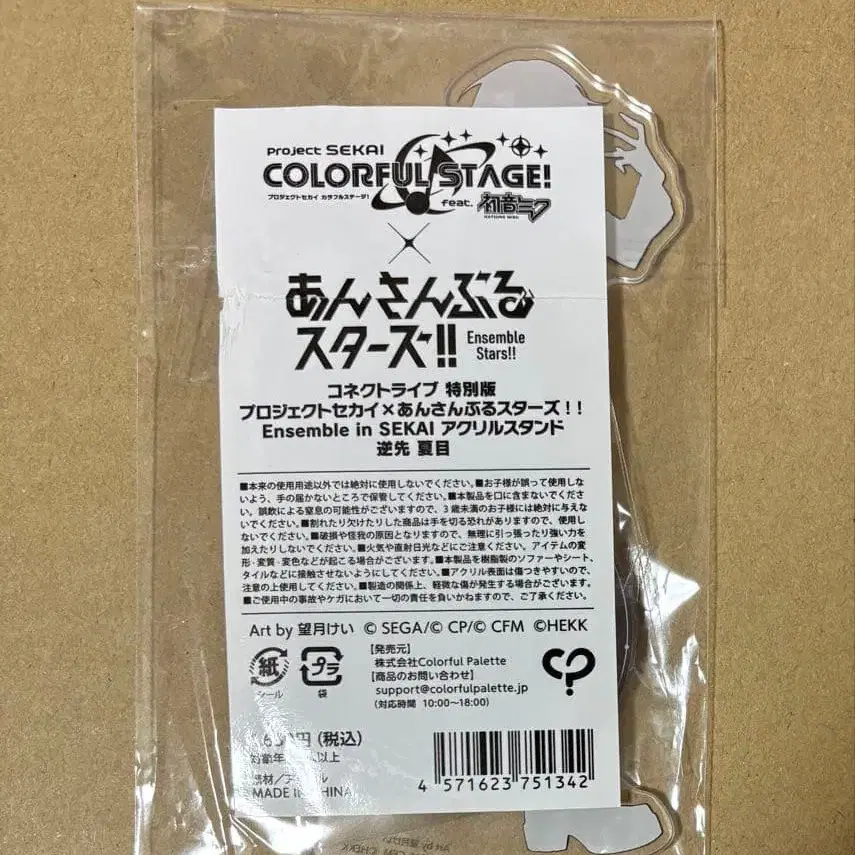 Project SEKAI
COLORFUL STAGE!
プロジェクトセカイ カラフルステージ!
feat. 初音ミク
HATSUNE MIKU
×
あんさんぶる
スターズ!!
Ensemble
Stars!!
コネクトライブ 特別版
プロジェクトセカイ×あんさんぶるスターズ!!
Ensemble in SEKAI アクリルスタンド
逆先 夏目
■本来の使用用途以外では絶対に使用しないでください。■お子様が誤って使用しな
いよう、手の届かないところで保管してください。■本製品を口に含まないでくださ
い。誤飲による窒息の可能性がございますので、3歳未満のお子様には絶対に与えな
いでください。■割れたり欠けたりした商品は手を切る恐れがありますので、使用し
ないでください。■破損や怪我の原因となりますので、無理に引っ張ったり強い力を
加えたりしないでください。■火気や直射日光などにご注意ください。アイテムの変
形・変質・変色などが起こる場合がございます。■本製品を樹脂製のソファーやシート、
タイルなどに接触させないようにしてください。■アクリル表面は傷つきやすいので、
注意の上使用してください。■製造の関係上、軽微な傷が発生する場合がございます。
■ご使用中の事故やケガにおいて一切の責任を負いかねますので、ご了承ください。
Art by 望月けい © SEGA/© CP/© CFM ©HEKK
紙
シール
プラ
袋
【発売元】
株式会社Colorful Palette
【商品のお問い合わせ】
support@colorfulpalette.jp
(対応時間 10:00~18:00)
円(税込)
対象年 以上
素材/ア ル
MADE IN CHINA
4 571623 751342
Art by 望月けい